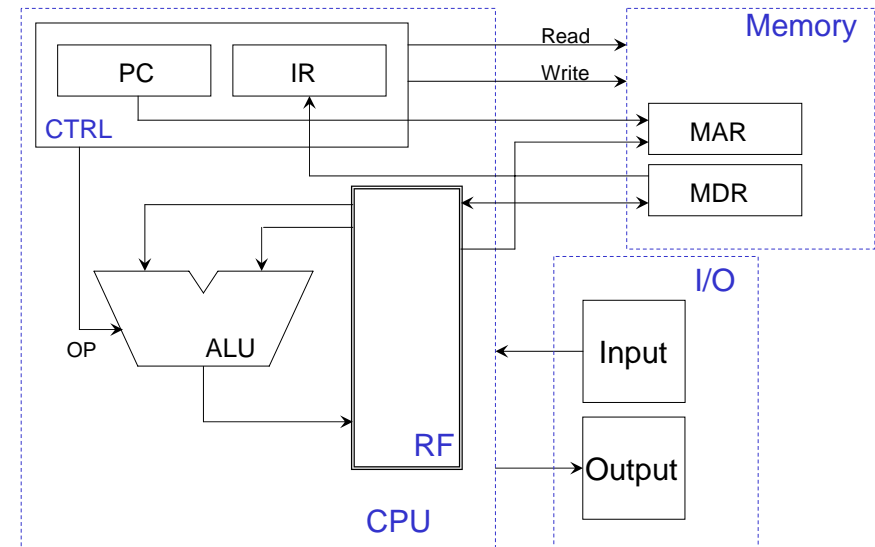 Memory
Read
PC
IR
Write
CTRL
MAR
MDR
I/O
OP
ALU
Input
RF
Output
CPU